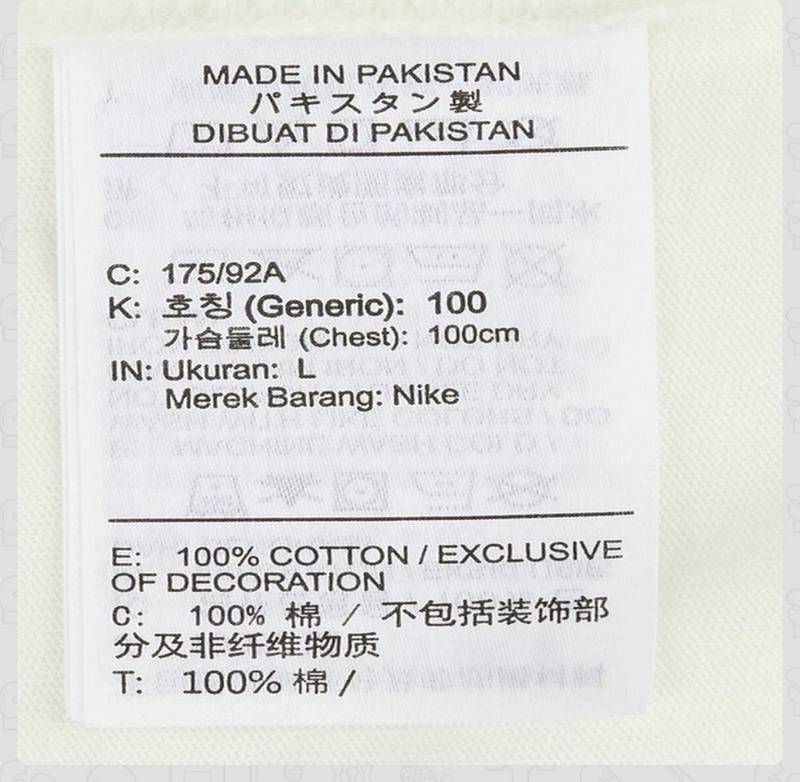 MADE IN PAKISTAN
パキスタン製
DIBUAT DI PAKISTAN
C: 175/92A
K: 호칭 (Generic): 100
가슴둘레 (Chest): 100cm
IN: Ukuran: L
Merek Barang: Nike
E: 100% COTTON / EXCLUSIVE
OF DECORATION
C: 100% 棉 / 不包括装饰部
分及非纤维物质
T: 100% 棉 /